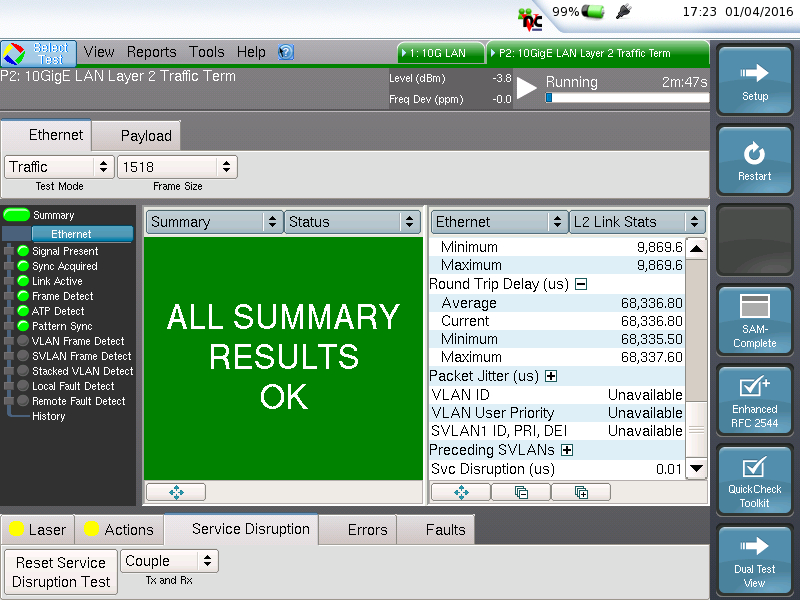 99%
17:23 01/04/2016
Select Test
View Reports Tools Help
1: 10G LAN
P2: 10GigE LAN Layer 2 Traffic Term
P2: 10GigE LAN Layer 2 Traffic Term
Level (dBm) -3.8
Freq Dev (ppm) -0.0
Running 2m:47s
Ethernet Payload
Traffic 1518
Test Mode Frame Size
Summary
Ethernet
Signal Present
Sync Acquired
Link Active
Frame Detect
ATP Detect
Pattern Sync
VLAN Frame Detect
SVLAN Frame Detect
Stacked VLAN Detect
Local Fault Detect
Remote Fault Detect
History
Summary Status
ALL SUMMARY
RESULTS
OK
Ethernet L2 Link Stats
Minimum 9,869.6
Maximum 9,869.6
Round Trip Delay (us)
Average 68,336.80
Current 68,336.80
Minimum 68,335.50
Maximum 68,337.60
Packet Jitter (us)
VLAN ID Unavailable
VLAN User Priority Unavailable
SVLAN1 ID, PRI, DEI Unavailable
Preceding SVLANs
Svc Disruption (us) 0.01
Laser Actions Service Disruption Errors Faults
Reset Service
Disruption Test
Couple
Tx and Rx
Setup
Restart
SAM-
Complete
Enhanced
RFC 2544
QuickCheck
Toolkit
Dual Test
View